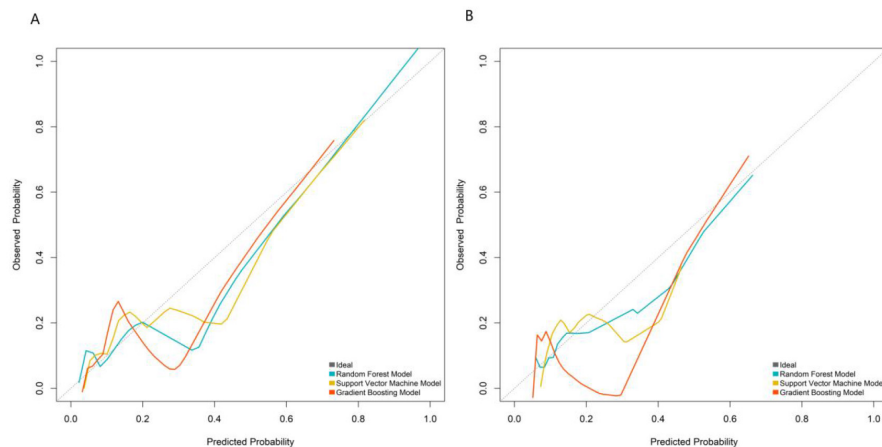 A
1.0
0.8
0.6
0.4
0.2
0.0
Observed Probability
0.0 0.2 0.4 0.6 0.8 1.0
Predicted Probability
Ideal
Random Forest Model
Support Vector Machine Model
Gradient Boosting Model
B
1.0
0.8
0.6
0.4
0.2
0.0
Observed Probability
0.0 0.2 0.4 0.6 0.8 1.0
Predicted Probability
Ideal
Random Forest Model
Support Vector Machine Model
Gradient Boosting Model